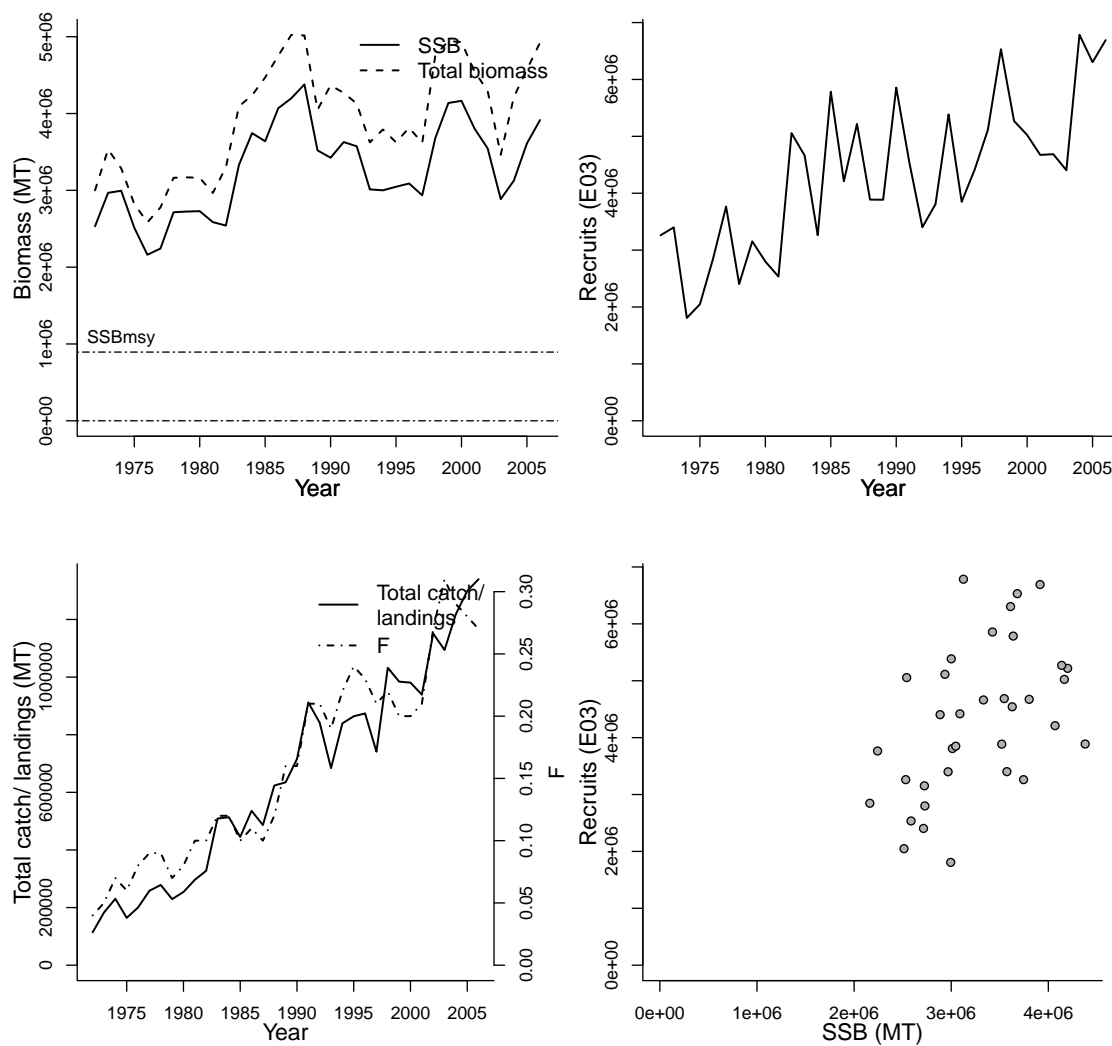 Biomass (MT)
0e+00
1e+06
2e+06
3e+06
4e+06
5e+06
SSB
Total biomass
SSBmsy
1975 1980 1985 1990 1995 2000 2005
Year
Recruits (E03)
0e+00
2e+06
4e+06
6e+06
1975 1980 1985 1990 1995 2000 2005
Year
Total catch/ landings (MT)
0
200000
600000
1000000
Total catch/
landings
F
0.00
0.05
0.10
0.15
0.20
0.25
0.30
F
1975 1980 1985 1990 1995 2000 2005
Year
Recruits (E03)
0e+00
2e+06
4e+06
6e+06
0e+00 1e+06 2e+06 3e+06 4e+06
SSB (MT)